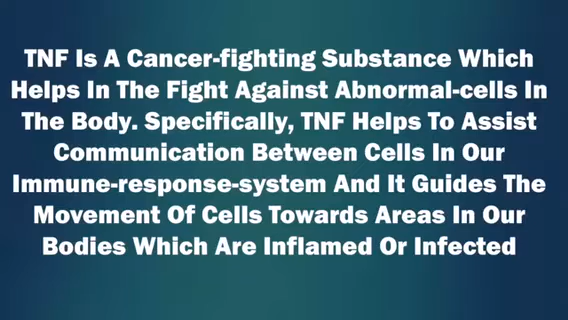 TNF Is A Cancer-fighting Substance Which
Helps In The Fight Against Abnormal-cells In
The Body. Specifically, TNF Helps To Assist
Communication Between Cells In Our
Immune-response-system And It Guides The
Movement Of Cells Towards Areas In Our
Bodies Which Are Inflamed Or Infected